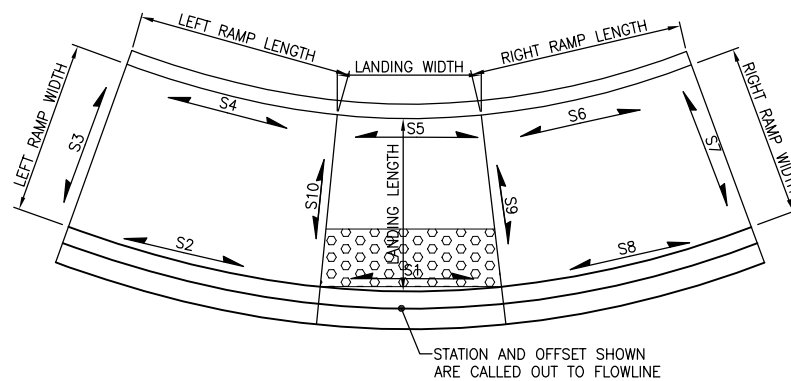 LEFT RAMP LENGTH
RIGHT RAMP LENGTH
LANDING WIDTH
LEFT RAMP WIDTH
RIGHT RAMP WIDTH
S3
S4
S5
S6
S7
LANDING LENGTH
S10
S9
S2
S1
S8
STATION AND OFFSET SHOWN
ARE CALLED OUT TO FLOWLINE